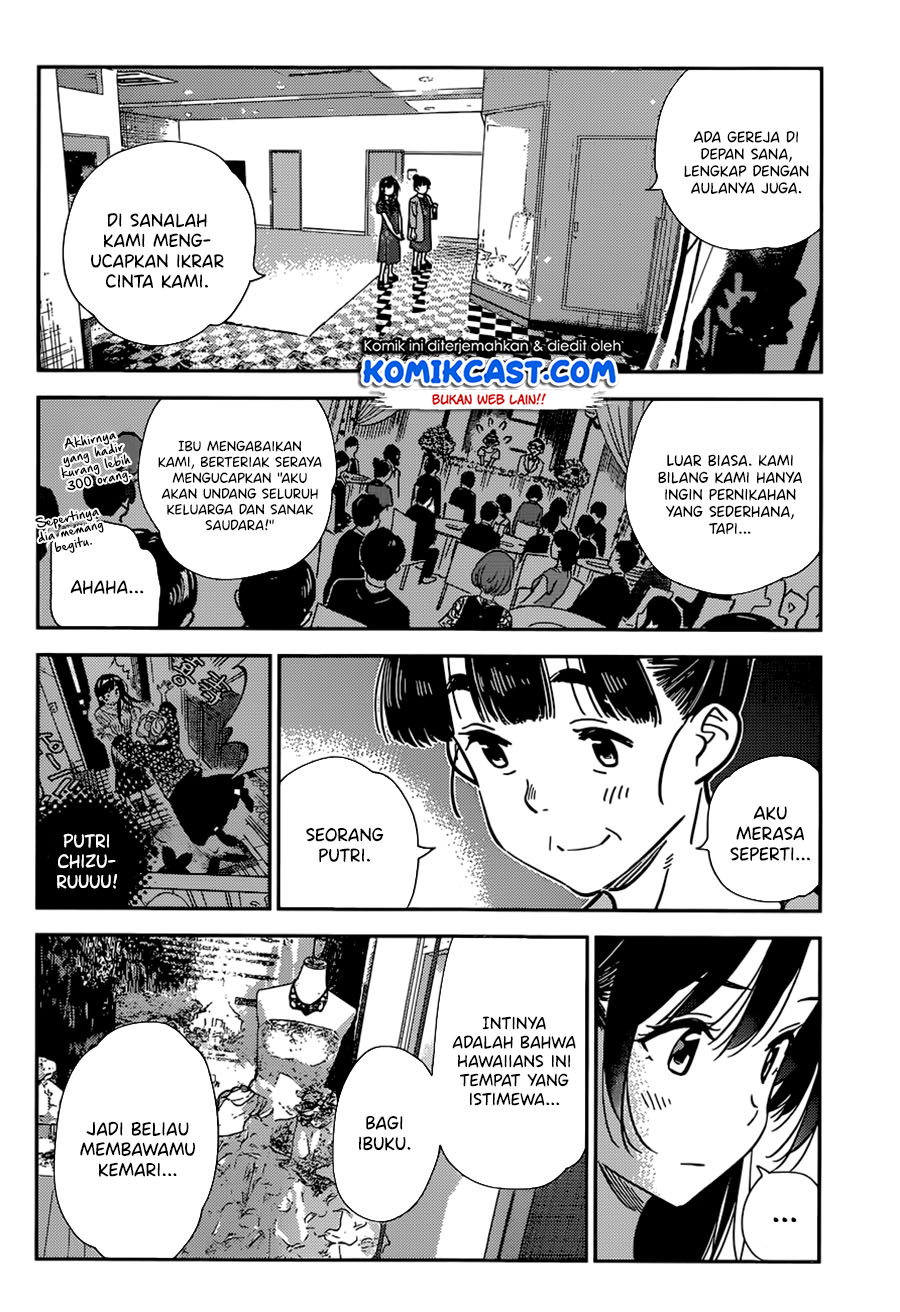 ADA GEREJA DI
DEPAN SANA,
LENGKAP DENGAN
AULANYA JUGA.
DI SANALAH
KAMI MENG-
UCAPKAN IKRAR
CINTA KAMI.
Komik ini diterjemahkan & diedit oleh
KOMIKCAST.COM
BUKAN WEB LAIN!!
LUAR BIASA. KAMI
BILANG KAMI HANYA
INGIN PERNIKAHAN
YANG SEDERHANA,
TAPI...
IBU MENGABAIKAN
KAMI, BERTERIAK SERAYA
MENGUCAPKAN "AKU
AKAN UNDANG SELURUH
KELUARGA DAN SANAK
SAUDARA!"
Akhirnya
yang hadir
kurang lebih
300 orang.
Sepertinya
dia memang
begitu.
AHAHA...
AKU
MERASA
SEPERTI...
SEORANG
PUTRI.
PUTRI
CHIZU-
RUUUU!
...
INTINYA
ADALAH BAHWA
HAWAIIANS INI
TEMPAT YANG
ISTIMEWA...
BAGI
IBUKU.
JADI BELIAU
MEMBAWAMU
KEMARI...